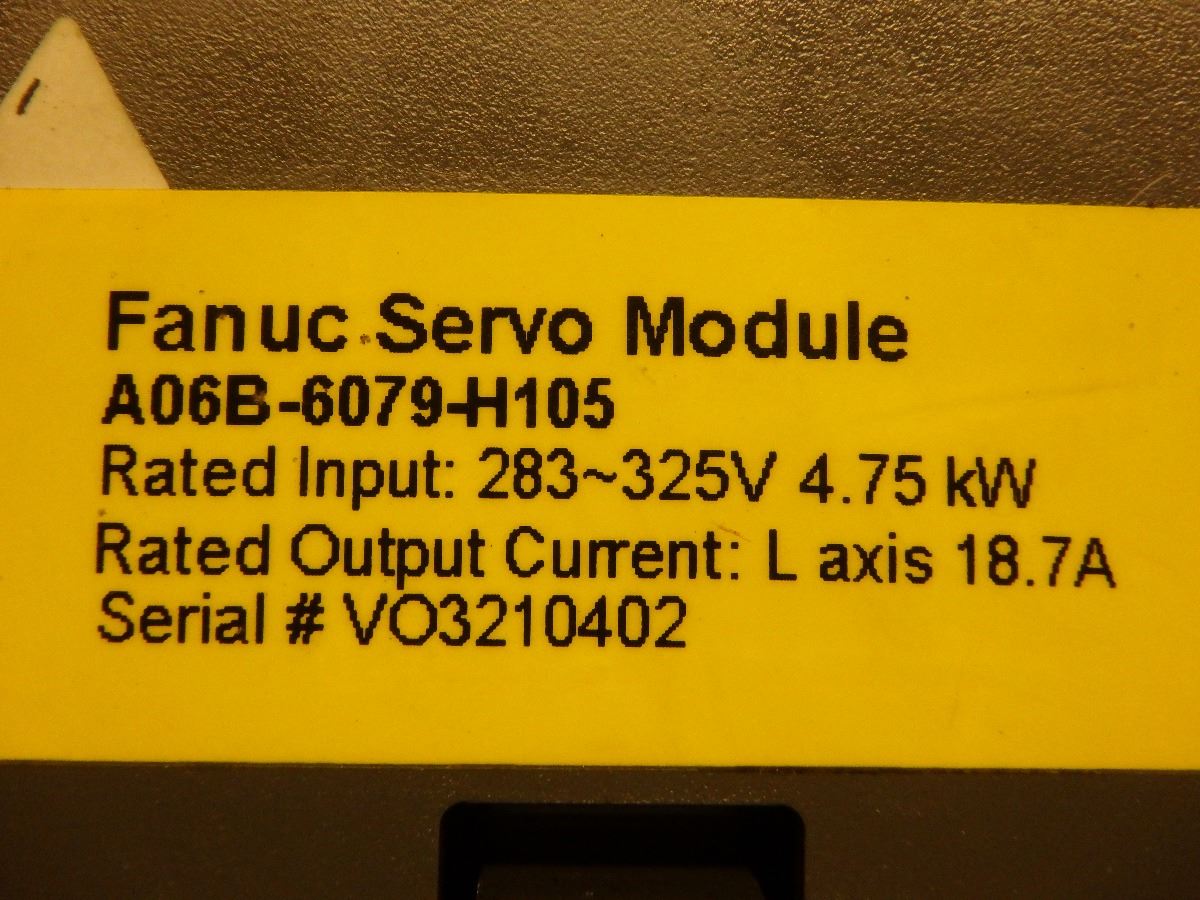 Fanuc Servo Module
A06B-6079-H105
Rated Input: 283~325V 4.75 kW
Rated Output Current: L axis 18.7A
Serial # VO3210402